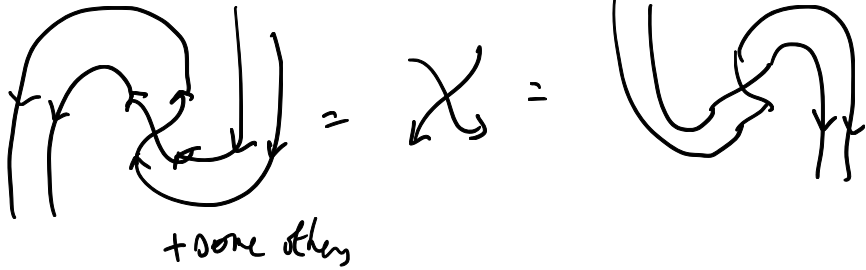 = =
+ some others